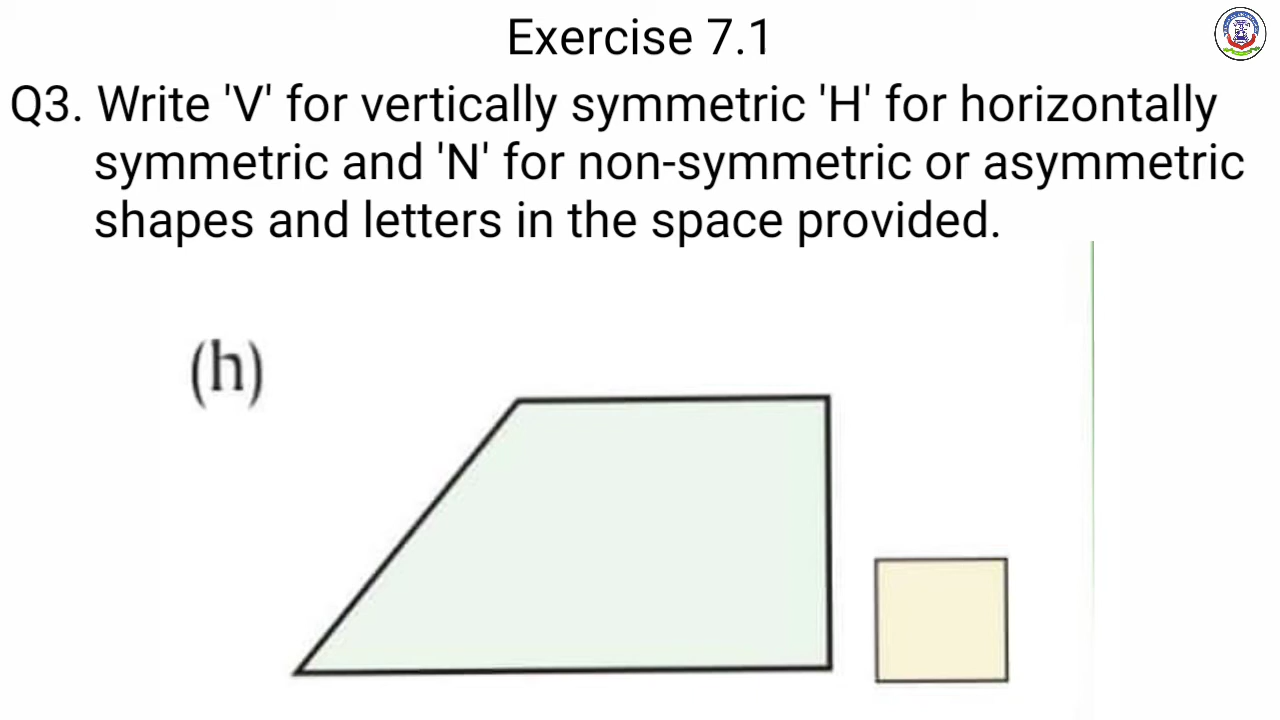 Exercise 7.1
Q3. Write 'V' for vertically symmetric 'H' for horizontally
symmetric and 'N' for non-symmetric or asymmetric
shapes and letters in the space provided.
(h)